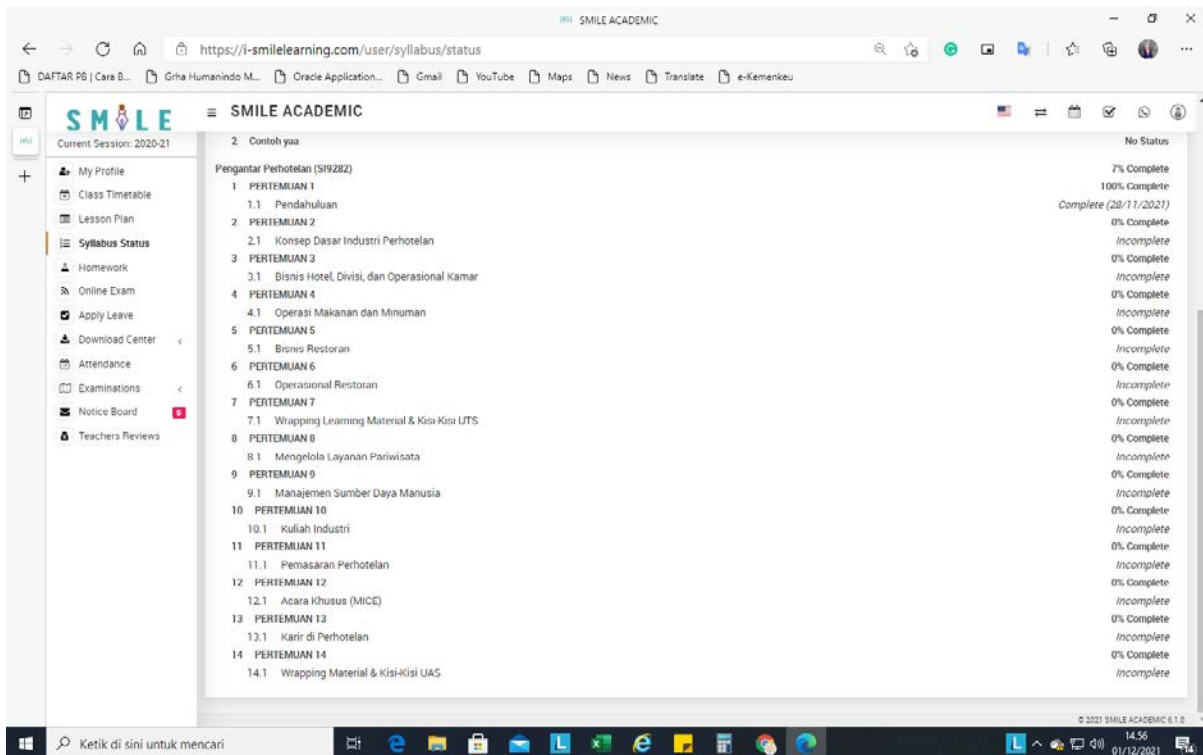 SMILE ACADEMIC
https://i-smilelearning.com/user/syllabus/status
DAFTAR PB | Cara B... Grha Humanindo M... Oracle Application... Gmail YouTube Maps News Translate e-Kemenkeu
SMILE
SMILE ACADEMIC
Current Session: 2020-21
My Profile
Class Timetable
Lesson Plan
Syllabus Status
Homework
Online Exam
Apply Leave
Download Center
Attendance
Examinations
Notice Board
Teachers Reviews
2 Contoh yaa No Status
Pengantar Perhotelan (SI9282) 7% Complete
1 PERTEMUAN 1 100% Complete
1.1 Pendahuluan Complete (28/11/2021)
2 PERTEMUAN 2 0% Complete
2.1 Konsep Dasar Industri Perhotelan Incomplete
3 PERTEMUAN 3 0% Complete
3.1 Bisnis Hotel, Divisi, dan Operasional Kamar Incomplete
4 PERTEMUAN 4 0% Complete
4.1 Operasi Makanan dan Minuman Incomplete
5 PERTEMUAN 5 0% Complete
5.1 Bisnis Restoran Incomplete
6 PERTEMUAN 6 0% Complete
6.1 Operasional Restoran Incomplete
7 PERTEMUAN 7 0% Complete
7.1 Wrapping Learning Material & Kisi-Kisi UTS Incomplete
8 PERTEMUAN 8 0% Complete
8.1 Mengelola Layanan Pariwisata Incomplete
9 PERTEMUAN 9 0% Complete
9.1 Manajemen Sumber Daya Manusia Incomplete
10 PERTEMUAN 10 0% Complete
10.1 Kuliah Industri Incomplete
11 PERTEMUAN 11 0% Complete
11.1 Pemasaran Perhotelan Incomplete
12 PERTEMUAN 12 0% Complete
12.1 Acara Khusus (MICE) Incomplete
13 PERTEMUAN 13 0% Complete
13.1 Karir di Perhotelan Incomplete
14 PERTEMUAN 14 0% Complete
14.1 Wrapping Material & Kisi-Kisi UAS Incomplete
© 2021 SMILE ACADEMIC 6.1.0
Ketik di sini untuk mencari
14.56
01/12/2021